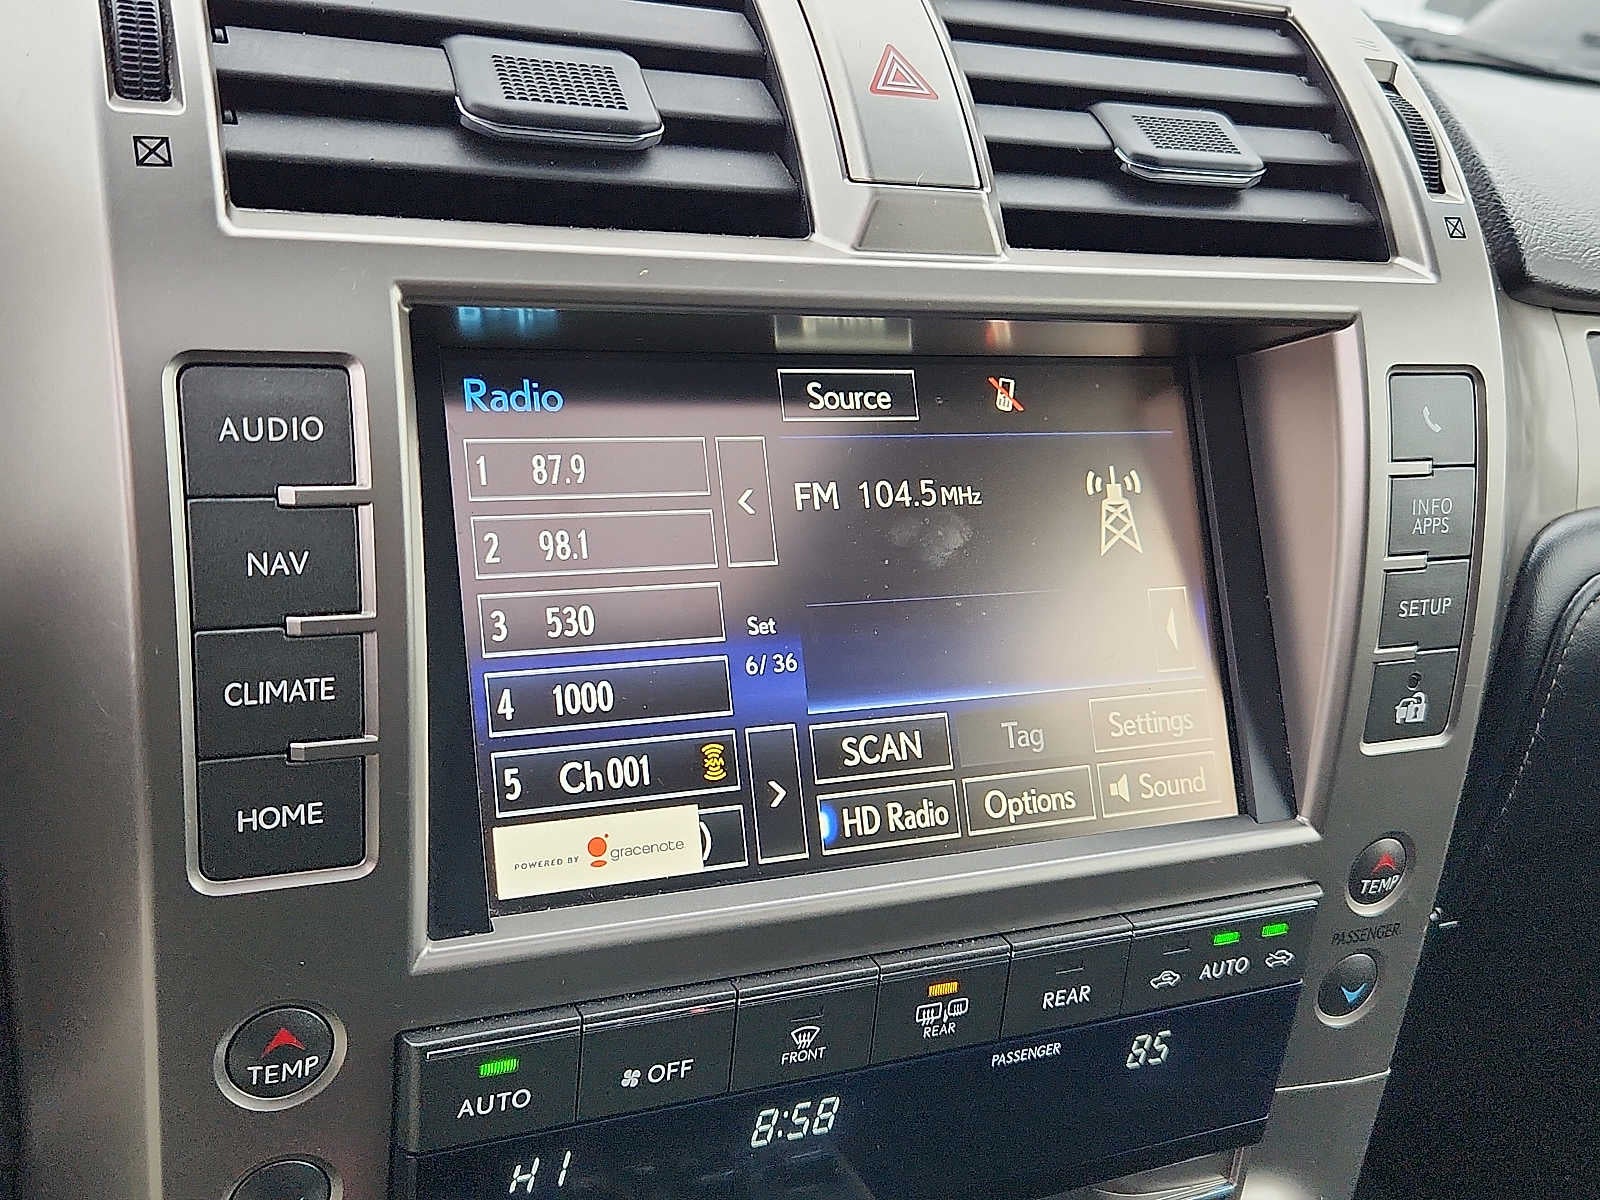 Radio
Source
1 87.9
2 98.1
3 530
4 1000
5 Ch 001
XM
POWERED BY gracenote
Set
6/36
FM 104.5 MHz
SCAN
Tag
Settings
HD Radio
Options
Sound
AUDIO
NAV
CLIMATE
HOME
INFO
APPS
SETUP
TEMP
PASSENGER
TEMP
AUTO
OFF
FRONT
REAR
REAR
AUTO
PASSENGER
85
8:58
HI